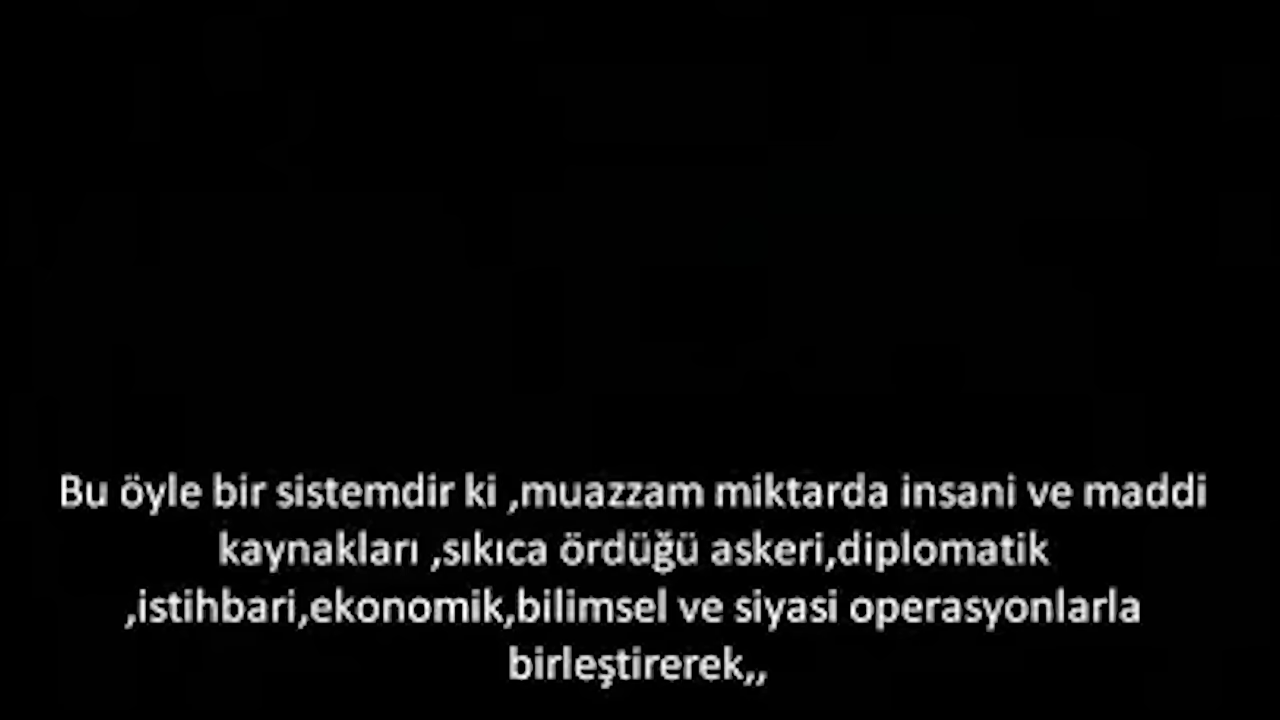 Bu öyle bir sistemdir ki ,muazzam miktarda insani ve maddi
kaynakları ,sıkıca ördüğü askeri,diplomatik
,istihbari,ekonomik,bilimsel ve siyasi operasyonlarla
birleştirerek,,